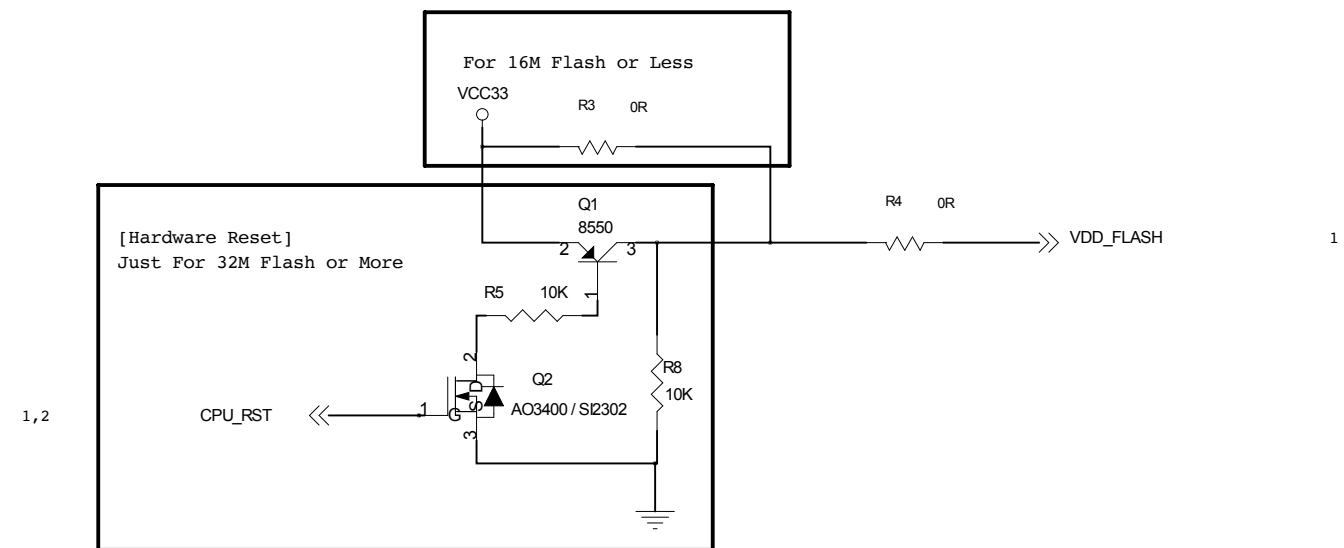 For 16M Flash or Less
VCC33
R3 0R
[Hardware Reset]
Just For 32M Flash or More
Q1
8550
2 3
1
R4 0R
VDD_FLASH
1
R5 10K
2
D
Q2
AO3400 / SI2302
G
S
1
3
R8
10K
1,2
CPU_RST